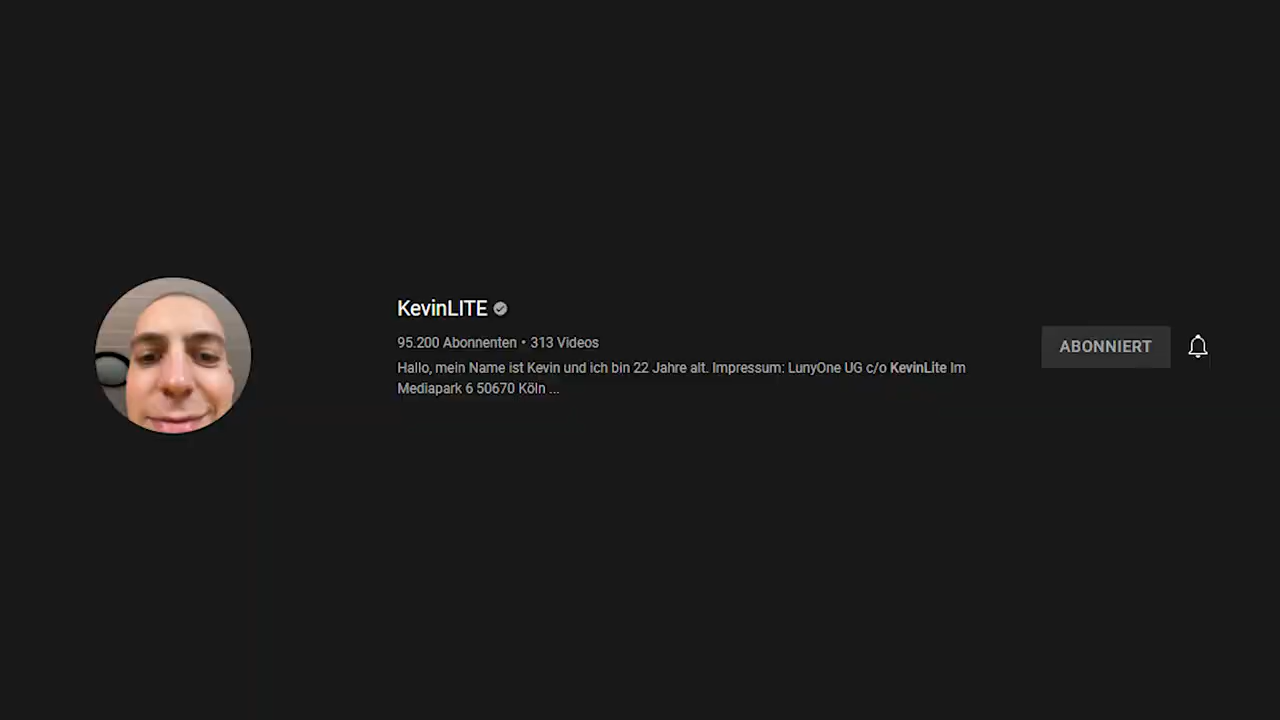 KevinLITE
95.200 Abonnenten • 313 Videos
Hallo, mein Name ist Kevin und ich bin 22 Jahre alt. Impressum: LunyOne UG c/o KevinLite Im
Mediapark 6 50670 Köln ...
ABONNIERT